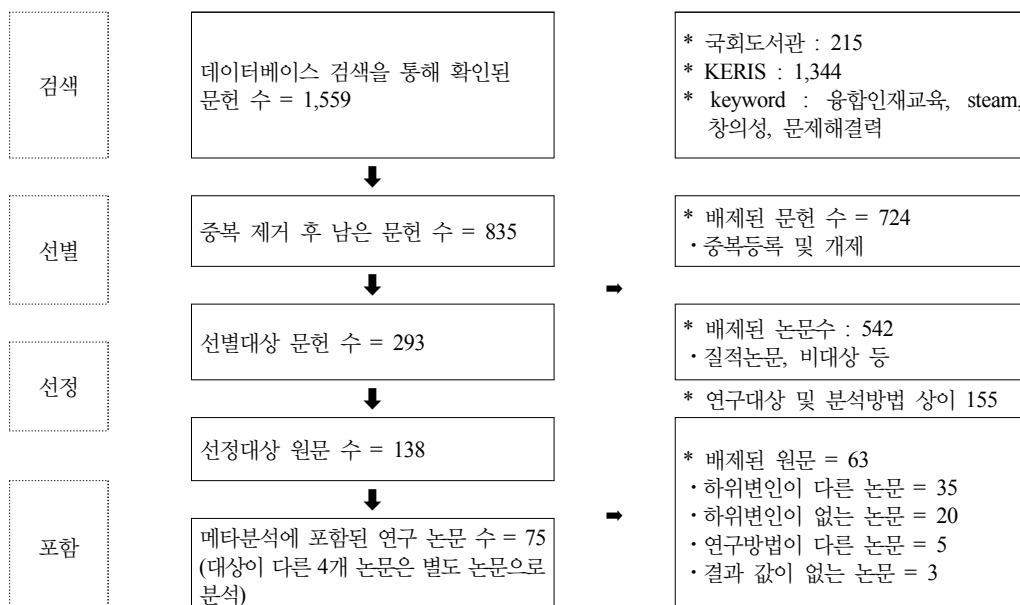 검색
데이터베이스 검색을 통해 확인된
문헌 수 = 1,559
* 국회도서관 : 215
* KERIS : 1,344
* keyword : 융합인재교육, steam,
창의성, 문제해결력
선별
중복 제거 후 남은 문헌 수 = 835
* 배제된 문헌 수 = 724
·중복등록 및 개제
선정
선별대상 문헌 수 = 293
* 배제된 논문수 : 542
·질적논문, 비대상 등
* 연구대상 및 분석방법 상이 155
선정대상 원문 수 = 138
포함
메타분석에 포함된 연구 논문 수 = 75
(대상이 다른 4개 논문은 별도 논문으로
분석)
* 배제된 원문 = 63
·하위변인이 다른 논문 = 35
·하위변인이 없는 논문 = 20
·연구방법이 다른 논문 = 5
·결과 값이 없는 논문 = 3